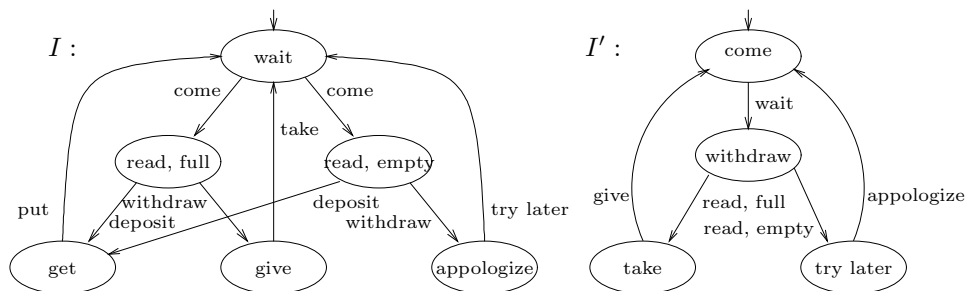 I :
wait
come
come
take
read, full
read, empty
put
withdraw
deposit
deposit
withdraw
try later
get
give
appologize
I′ :
come
wait
withdraw
give
read, full
read, empty
appologize
take
try later